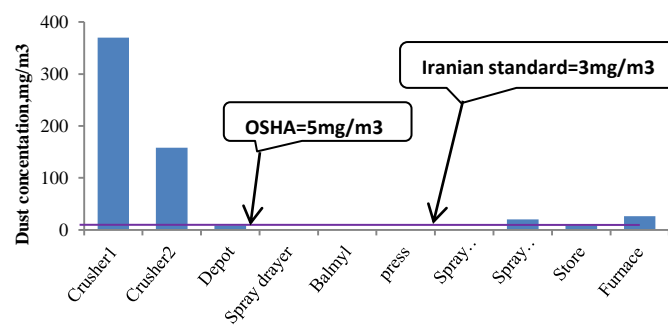 Dust concentation,mg/m3
400
300
200
100
0
OSHA=5mg/m3
Iranian standard=3mg/m3
Crusher1
Crusher2
Depot
Spray drayer
Balmyl
press
Spray..
Spray..
Store
Furnace